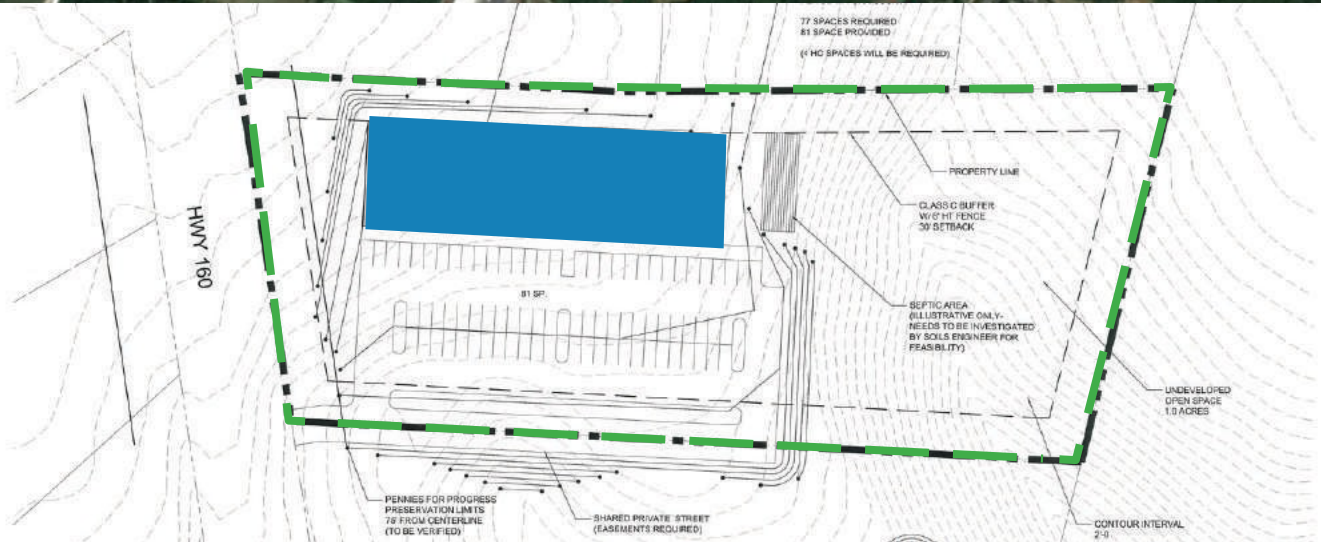 77 SPACES REQUIRED
81 SPACE PROVIDED
(4 HC SPACES WILL BE REQUIRED)
PROPERTY LINE
CLASSIC BUFFER
W/ 6' HT FENCE
30' SETBACK
HWY 160
81 SP.
SEPTIC AREA
(ILLUSTRATIVE ONLY-
NEEDS TO BE INVESTIGATED
BY SOILS ENGINEER FOR
FEASIBILITY)
UNDEVELOPED
OPEN SPACE
1.0 ACRES
PENNIES FOR PROGRESS
PRESERVATION LIMITS
78' FROM CENTERLINE
(TO BE VERIFIED)
SHARED PRIVATE STREET
(EASEMENTS REQUIRED)
CONTOUR INTERVAL